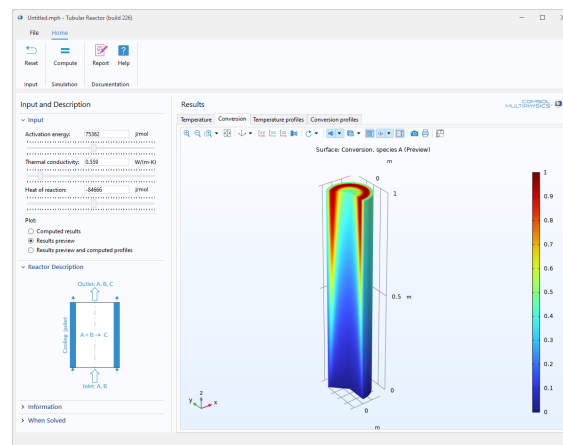 Untitled.mph - Tubular Reactor (build 226)
File Home
Reset Compute Report Help
Input Simulation Documentation
Input and Description
Input
Activation energy: 75362 J/mol
Thermal conductivity: 0.559 W/(m·K)
Heat of reaction: -84666 J/mol
Plot:
Computed results
Results preview
Results preview and computed profiles
Reactor Description
Outlet: A, B, C
Cooling jacket
A + B → C
Inlet: A, B
Information
When Solved
Results
COMSOL
MULTIPHYSICS
Temperature Conversion Temperature profiles Conversion profiles
Surface: Conversion, species A (Preview)
m
0
1
0.5 m
0
0
m
z
y
x
1
0.9
0.8
0.7
0.6
0.5
0.4
0.3
0.2
0.1
0